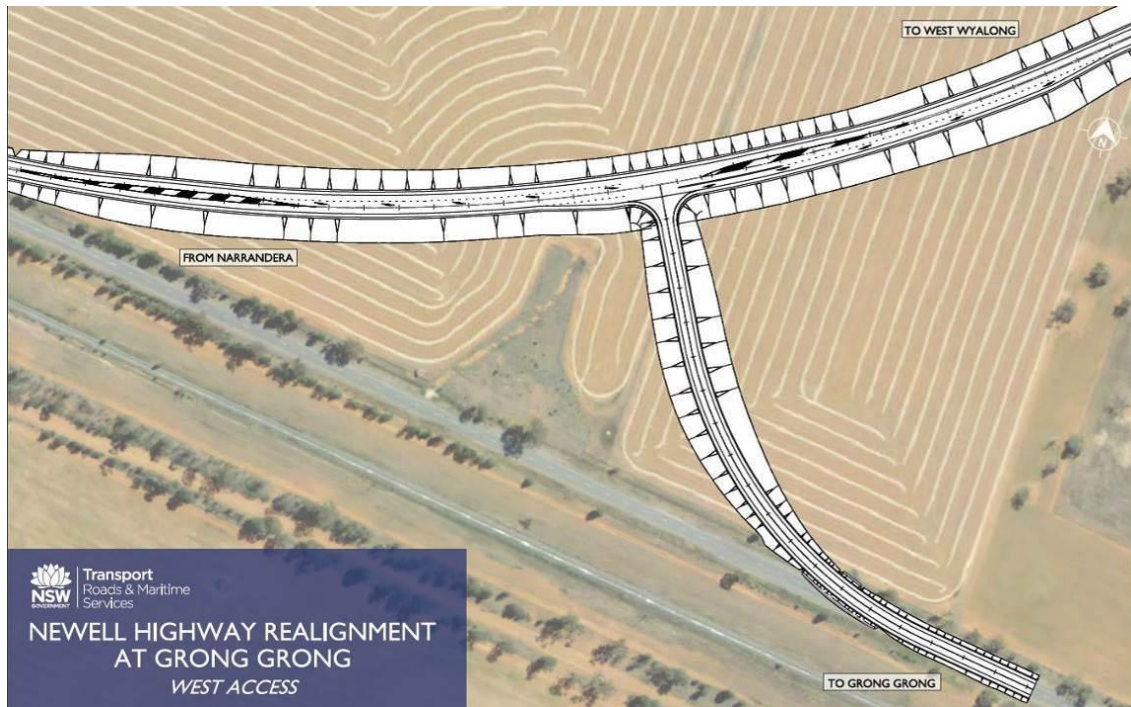 TO WEST WYALONG
N
FROM NARRANDERA
NSW
GOVERNMENT
Transport
Roads & Maritime
Services
NEWELL HIGHWAY REALIGNMENT
AT GRONG GRONG
WEST ACCESS
TO GRONG GRONG